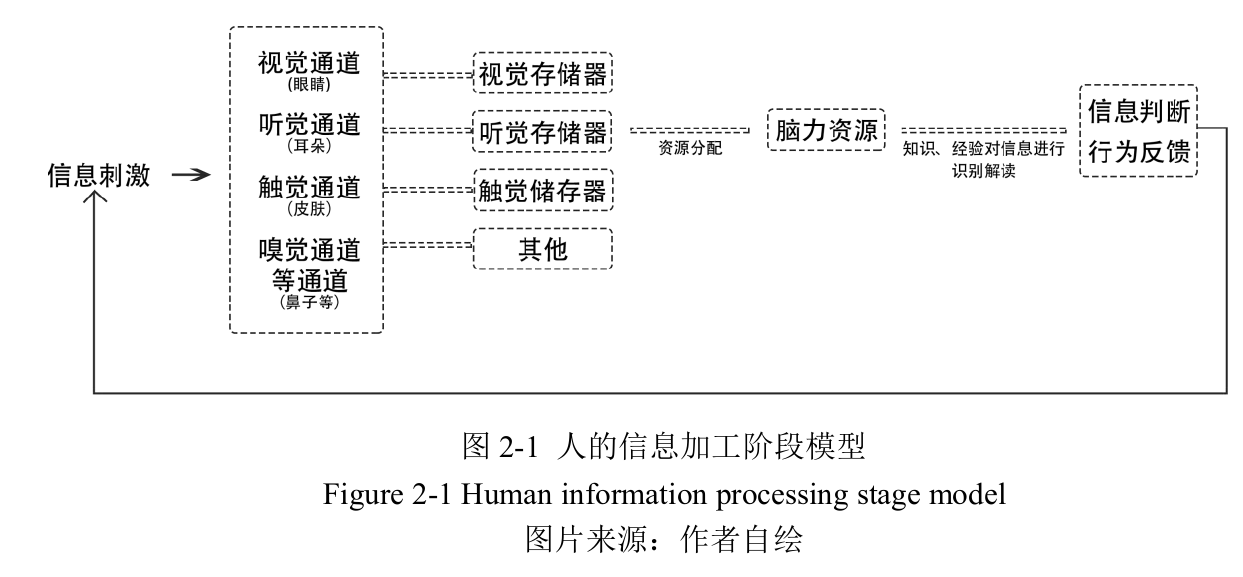 信息刺激
视觉通道
(眼睛)
听觉通道
(耳朵)
触觉通道
(皮肤)
嗅觉通道
等通道
(鼻子等)
视觉存储器
听觉存储器
触觉储存器
其他
资源分配
脑力资源
知识、经验对信息进行
识别解读
信息判断
行为反馈
图 2-1 人的信息加工阶段模型
Figure 2-1 Human information processing stage model
图片来源：作者自绘